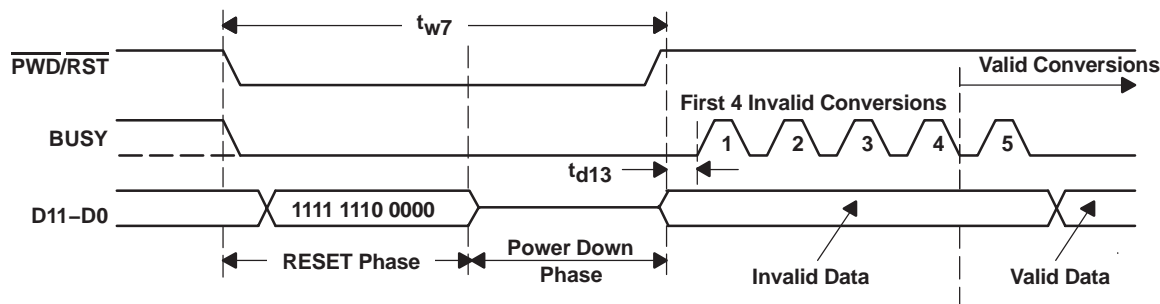 tw7
PWD/RST
Valid Conversions
First 4 Invalid Conversions
BUSY
1 2 3 4 5
td13
D11–D0
1111 1110 0000
RESET Phase
Power Down
Phase
Invalid Data
Valid Data